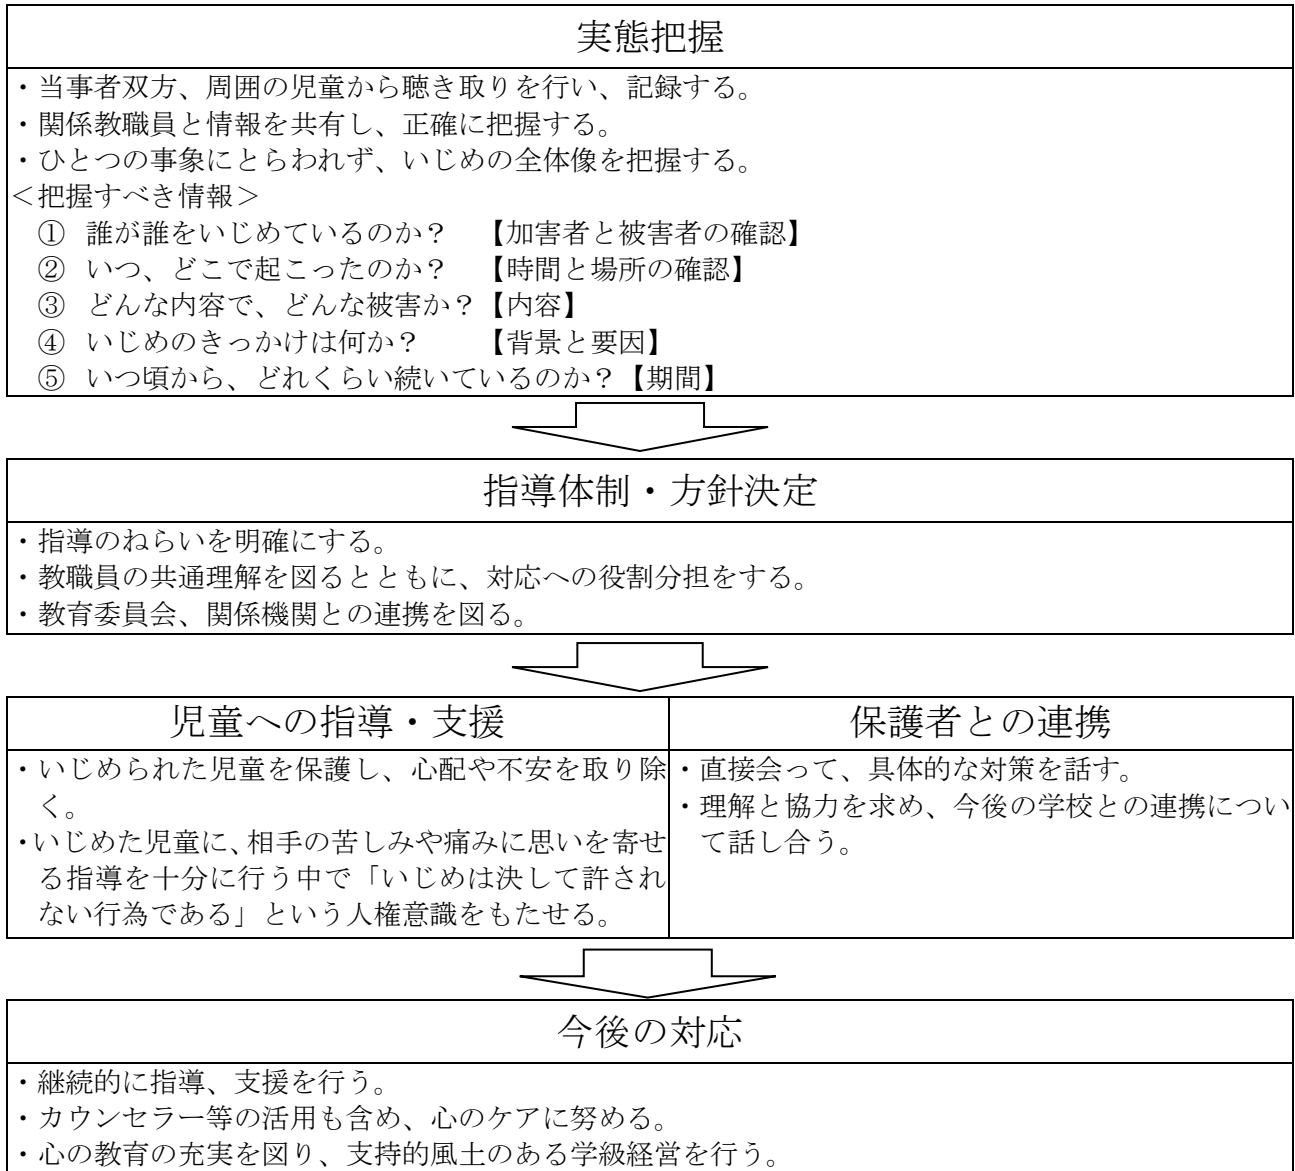 実態把握
・当事者双方、周囲の児童から聴き取りを行い、記録する。
・関係教職員と情報を共有し、正確に把握する。
・ひとつの事象にとらわれず、いじめの全体像を把握する。
＜把握すべき情報＞
① 誰が誰をいじめているのか？ 【加害者と被害者の確認】
② いつ、どこで起こったのか？ 【時間と場所の確認】
③ どんな内容で、どんな被害か？【内容】
④ いじめのきっかけは何か？ 【背景と要因】
⑤ いつ頃から、どれくらい続いているのか？【期間】
指導体制・方針決定
・指導のねらいを明確にする。
・教職員の共通理解を図るとともに、対応への役割分担をする。
・教育委員会、関係機関との連携を図る。
児童への指導・支援
・いじめられた児童を保護し、心配や不安を取り除
く。
・いじめた児童に、相手の苦しみや痛みに思いを寄せ
る指導を十分に行う中で「いじめは決して許され
ない行為である」という人権意識をもたせる。
保護者との連携
・直接会って、具体的な対策を話す。
・理解と協力を求め、今後の学校との連携につい
て話し合う。
今後の対応
・継続的に指導、支援を行う。
・カウンセラー等の活用も含め、心のケアに努める。
・心の教育の充実を図り、支持的風土のある学級経営を行う。